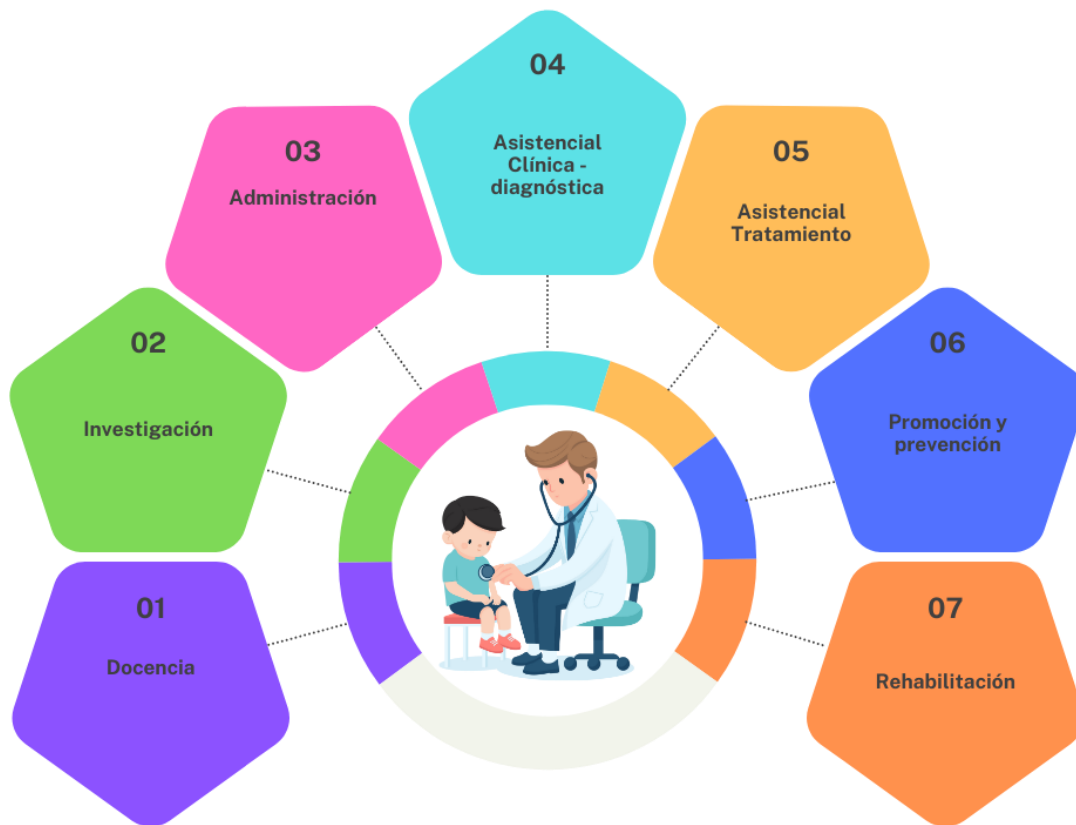 01
Docencia
02
Investigación
03
Administración
04
Asistencial
Clínica -
diagnóstica
05
Asistencial
Tratamiento
06
Promoción y
prevención
07
Rehabilitación